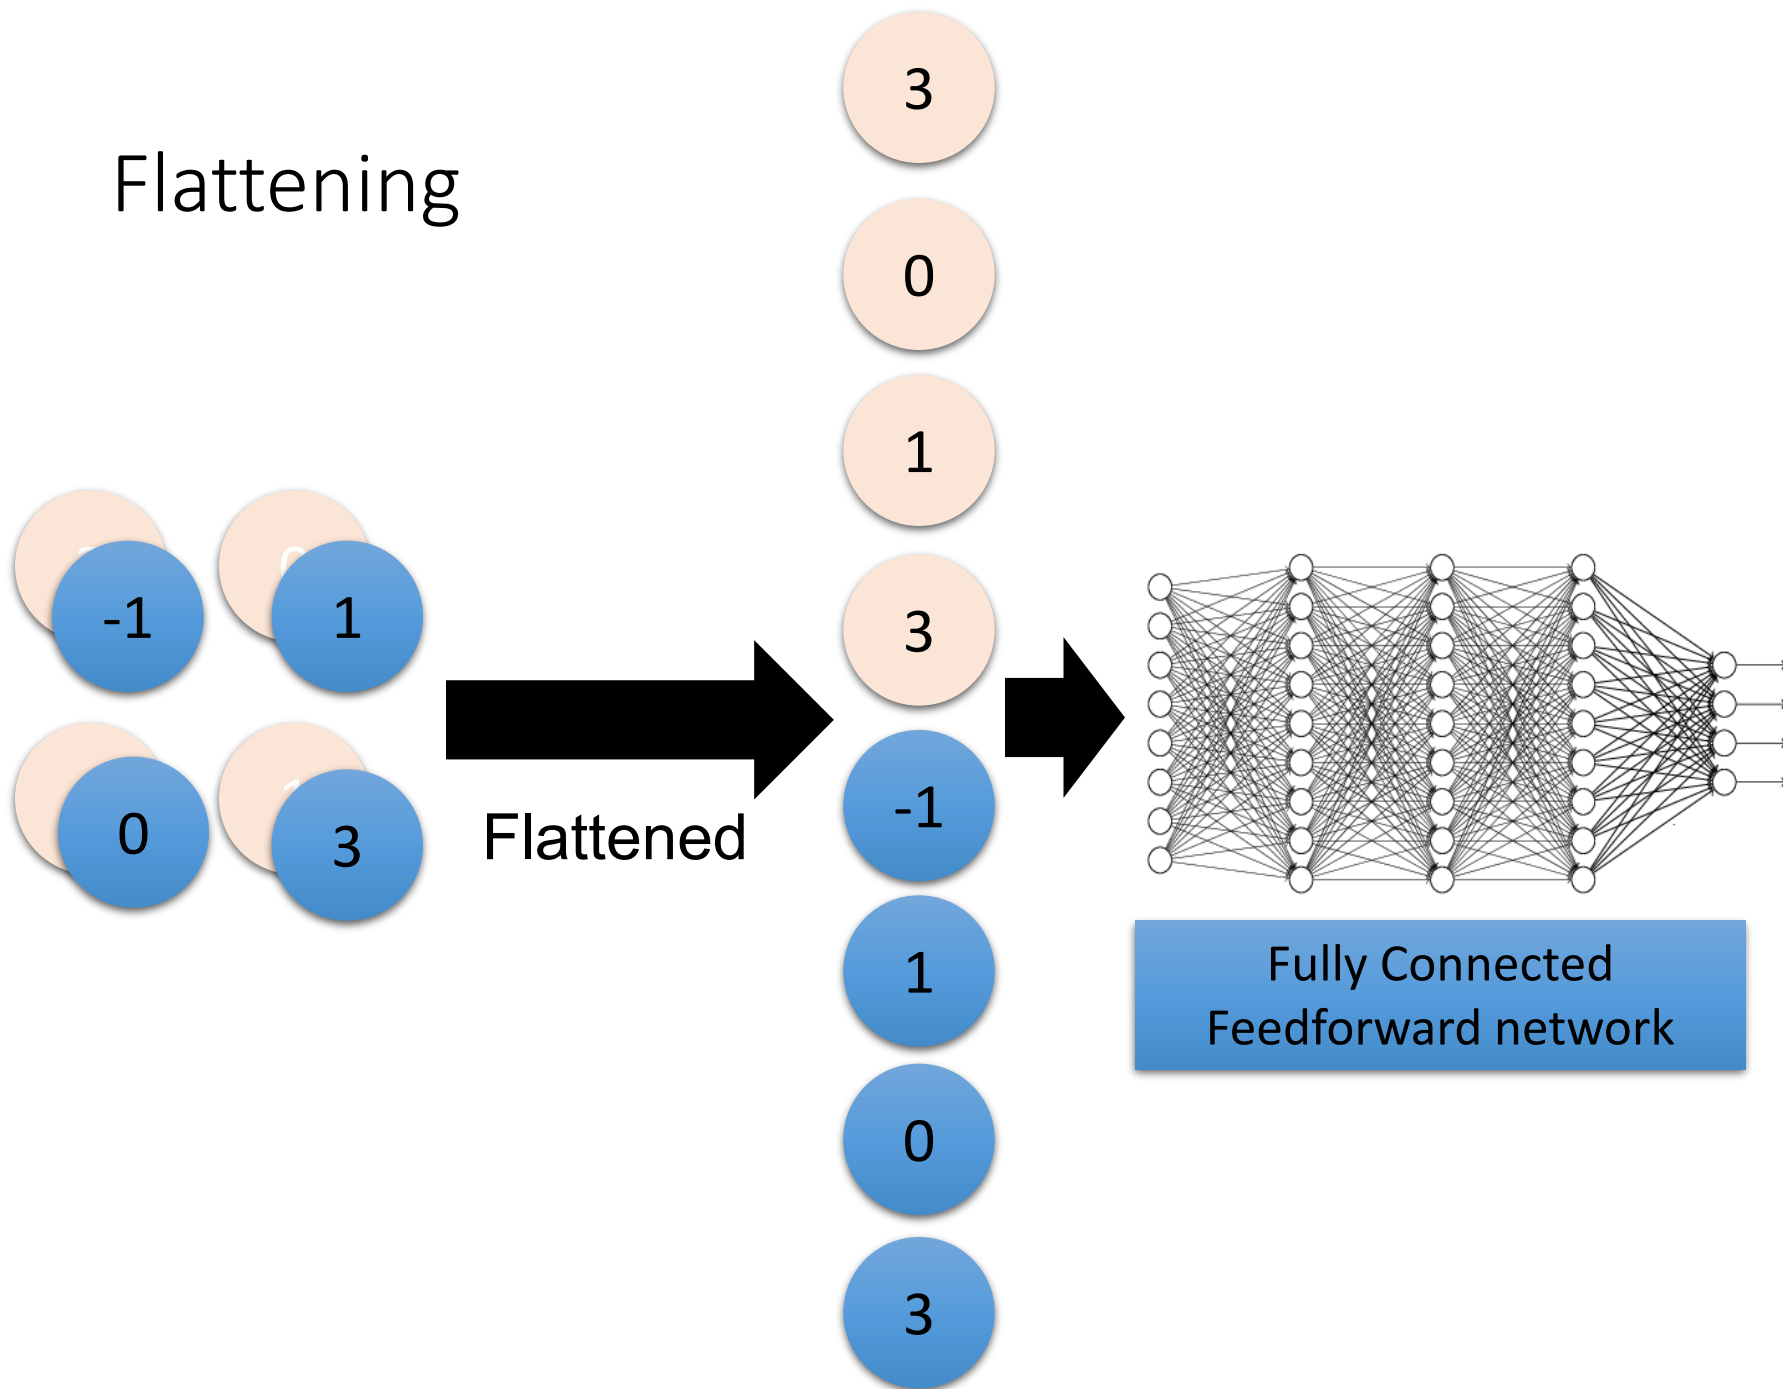 Flattening
3
0
1
3
-1
1
0
3
-1 1
0 3
Flattened
Fully Connected
Feedforward network